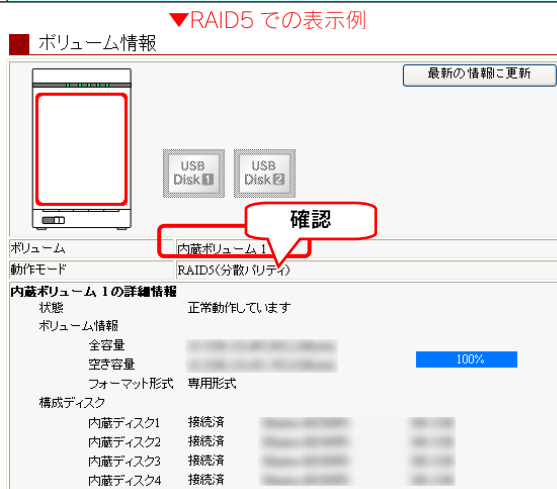 ▼RAID5 での表示例
ボリューム情報
最新の情報に更新
USB Disk 1
USB Disk 2
確認
ボリューム 内蔵ボリューム 1
動作モード RAID5(分散パリティ)
内蔵ボリューム 1の詳細情報
状態 正常動作しています
ボリューム情報
全容量
空き容量 100%
フォーマット形式 専用形式
構成ディスク
内蔵ディスク1 接続済
内蔵ディスク2 接続済
内蔵ディスク3 接続済
内蔵ディスク4 接続済